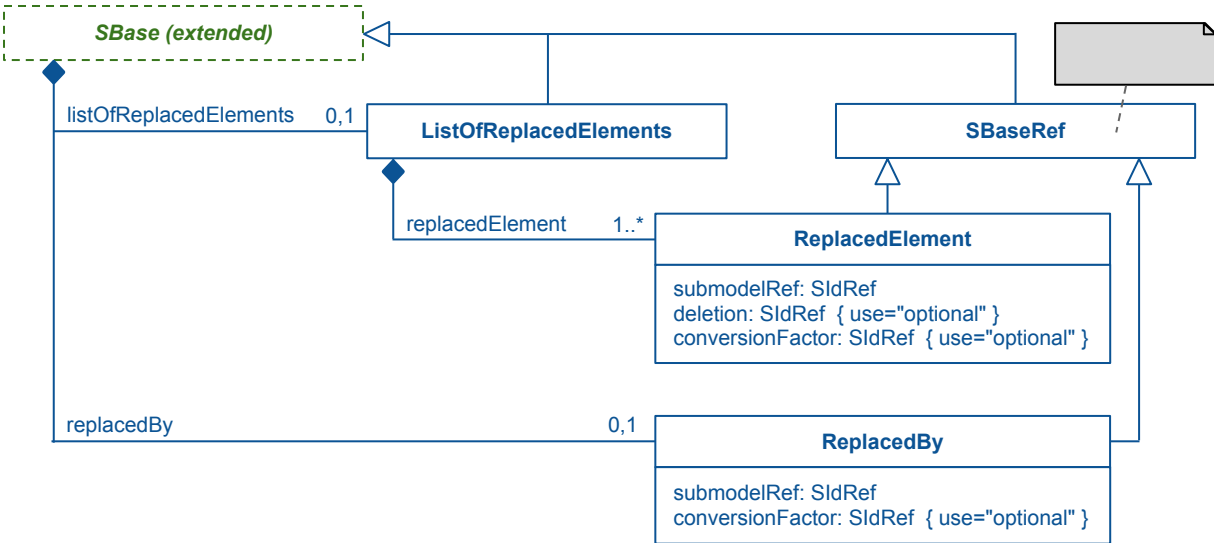 SBase (extended)
listOfReplacedElements 0,1
ListOfReplacedElements
SBaseRef
replacedElement 1..*
ReplacedElement
submodelRef: SIdRef
deletion: SIdRef { use="optional" }
conversionFactor: SIdRef { use="optional" }
replacedBy 0,1
ReplacedBy
submodelRef: SIdRef
conversionFactor: SIdRef { use="optional" }